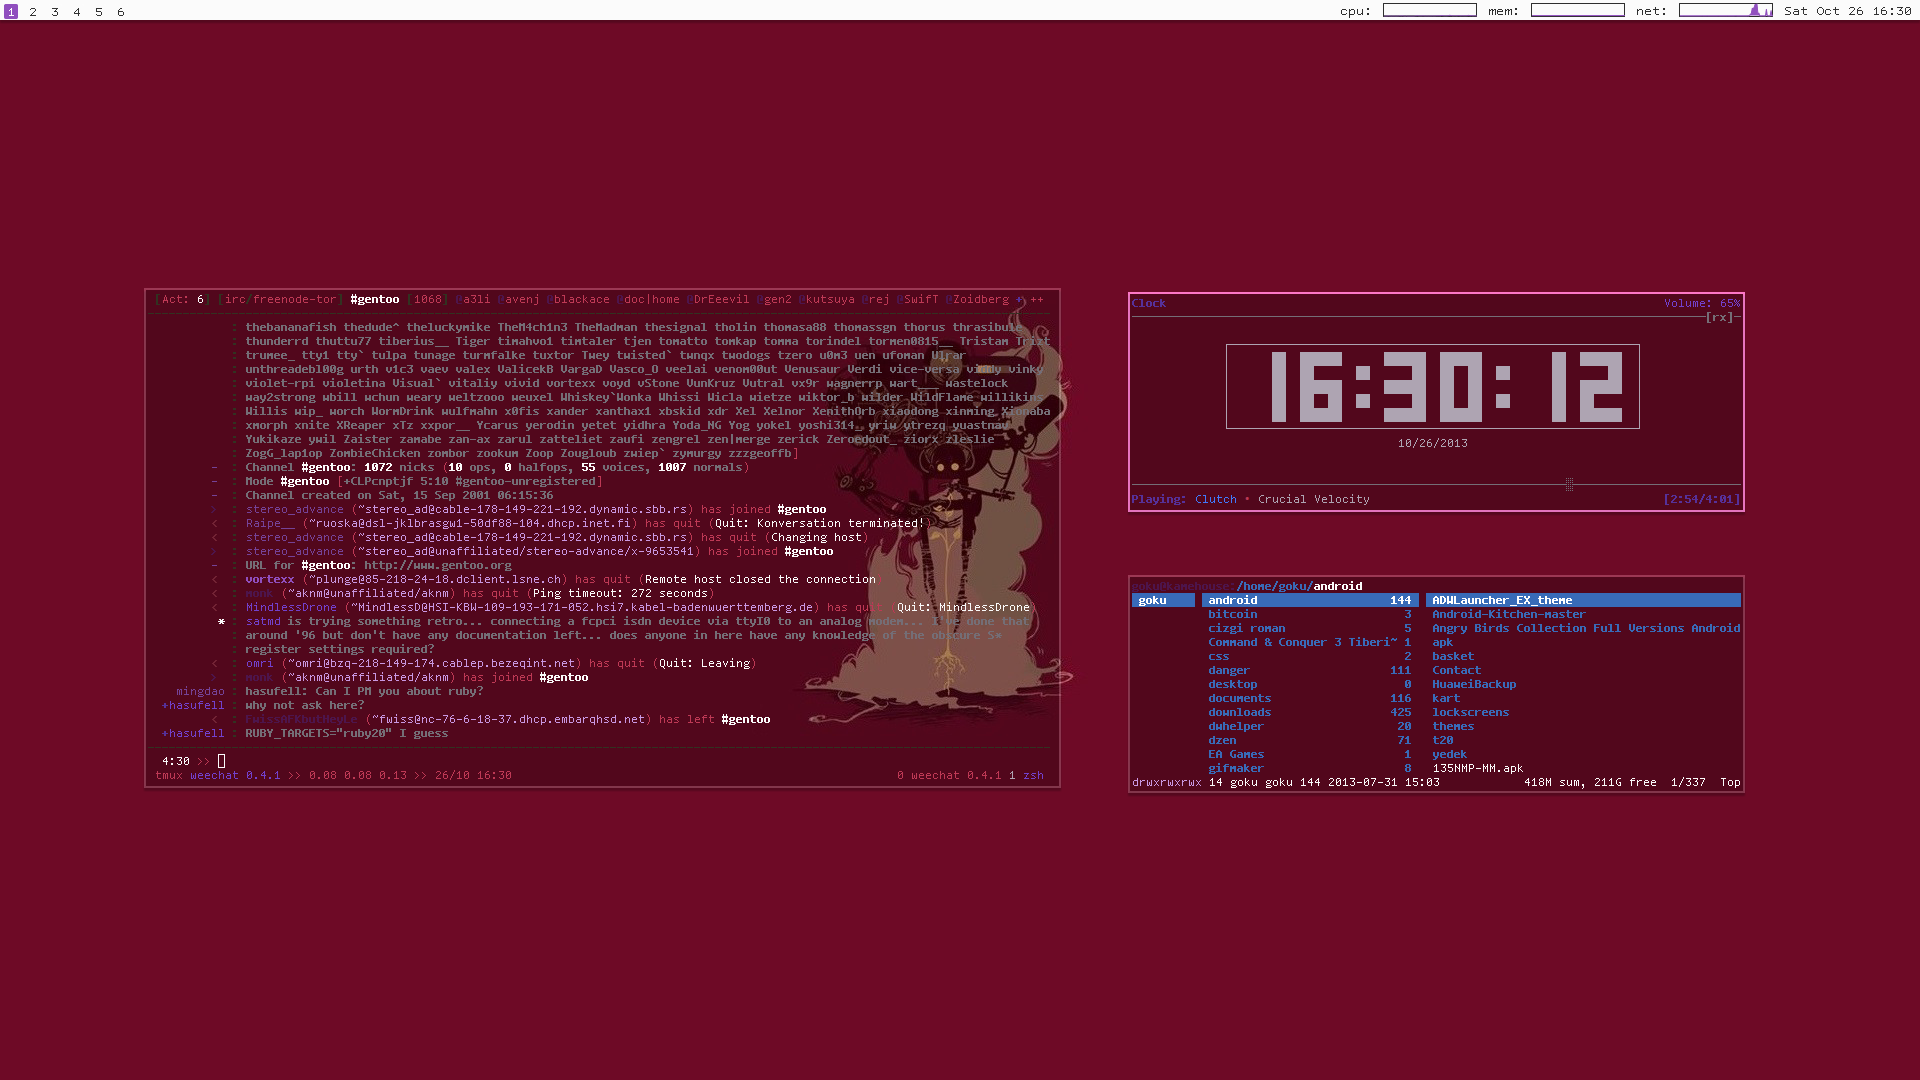 1 2 3 4 5 6 cpu: mem: net: Sat Oct 26 16:30
[Act: 6] [irc/freenode-tor] #gentoo [1068] @a3li @avenj @blackace @doc|home @DrEeevil @gen2 @kutsuya @rej @SwifT @Zoidberg + ++
: thebananafish thedude^ theluckymike TheM4ch1n3 TheMadman thesignal tholin thomasa88 thomassgn thorus thrasibule
: thunderrd thuttu77 tiberius__ Tiger timahvo1 timtaler tjen tomatto tomkap tomma torindel tormen0815__ Tristam Trizt
: trumee_ tty1 tty` tulpa tunage turmfalke tuxtor Twey twisted` twnqx twodogs tzero u0m3 uen ufoman Ulrar
: unthreadebl00g urth v1c3 vaev valex ValicekB VargaD Vasco_O veelai venom00ut Venusaur Verdi vice-versa vindy vinky
: violet-rpi violetina Visual` vitaliy vivid vortexx voyd vStone VunKruz Vutral vx9r wagnerrp wart___ wastelock
: way2strong wbill wchun weary weltzooo weuxel Whiskey`Wonka Whissi Wicla wietze wiktor_b wilder WildFlame willikins
: Willis wip_ worch WormDrink wulfmahn x0fis xander xanthax1 xbskid xdr Xel Xelnor XenithOrb xiaodong xinming Xionaba
: xmorph xnite XReaper xTz xxpor__ Ycarus yerodin yetet yidhra Yoda_NG Yog yokel yoshi314_ yriw ytrezq yuastnav
: Yukikaze ywil Zaister zamabe zan-ax zarul zatteliet zaufi zengrel zen|merge zerick Zeroedout_ ziorx zleslie
: ZogG_lap1op ZombieChicken zombor zookum Zoop Zougloub zwiep` zymurgy zzzgeoffb]
- : Channel #gentoo: 1072 nicks (10 ops, 0 halfops, 55 voices, 1007 normals)
- : Mode #gentoo [+CLPcnptjf 5:10 #gentoo-unregistered]
- : Channel created on Sat, 15 Sep 2001 06:15:36
> : stereo_advance (~stereo_ad@cable-178-149-221-192.dynamic.sbb.rs) has joined #gentoo
< : Raipe__ (~ruoska@dsl-jklbrasgw1-50df88-104.dhcp.inet.fi) has quit (Quit: Konversation terminated!)
< : stereo_advance (~stereo_ad@cable-178-149-221-192.dynamic.sbb.rs) has quit (Changing host)
> : stereo_advance (~stereo_ad@unaffiliated/stereo-advance/x-9653541) has joined #gentoo
- : URL for #gentoo: http://www.gentoo.org
< : vortexx (~plunge@85-218-24-18.dclient.lsne.ch) has quit (Remote host closed the connection
< : monk (~aknm@unaffiliated/aknm) has quit (Ping timeout: 272 seconds)
< : MindlessDrone (~MindlessD@HSI-KBW-109-193-171-052.hsi7.kabel-badenwuerttemberg.de) has quit (Quit: MindlessDrone)
* : satmd is trying something retro... connecting a fcpci isdn device via ttyI0 to an analog modem... I've done that
: around '96 but don't have any documentation left... does anyone in here have any knowledge of the obscure S*
: register settings required?
< : omri (~omri@bzq-218-149-174.cablep.bezeqint.net) has quit (Quit: Leaving)
> : monk (~aknm@unaffiliated/aknm) has joined #gentoo
mingdao : hasufell: Can I PM you about ruby?
+hasufell : why not ask here?
< : FwissAFKbutHeyLe (~fwiss@nc-76-6-18-37.dhcp.embarqhsd.net) has left #gentoo
+hasufell : RUBY_TARGETS="ruby20" I guess
4:30 >>
tmux weechat 0.4.1 >> 0.08 0.08 0.13 >> 26/10 16:30 0 weechat 0.4.1 1 zsh
Clock Volume: 65%
[rx]
16:30:12
10/26/2013
Playing: Clutch • Crucial Velocity [2:54/4:01]
goku@kamehouse:/home/goku/android
goku android 144 ADWLauncher_EX_theme
bitcoin 3 Android-Kitchen-master
cizgi roman 5 Angry Birds Collection Full Versions Android
Command & Conquer 3 Tiberi~ 1 apk
css 2 basket
danger 111 Contact
desktop 0 HuaweiBackup
documents 116 kart
downloads 425 lockscreens
dwhelper 20 themes
dzen 71 t20
EA Games 1 yedek
gifmaker 8 135NMP-MM.apk
drwxrwxrwx 14 goku goku 144 2013-07-31 15:03 418M sum, 211G free 1/337 Top